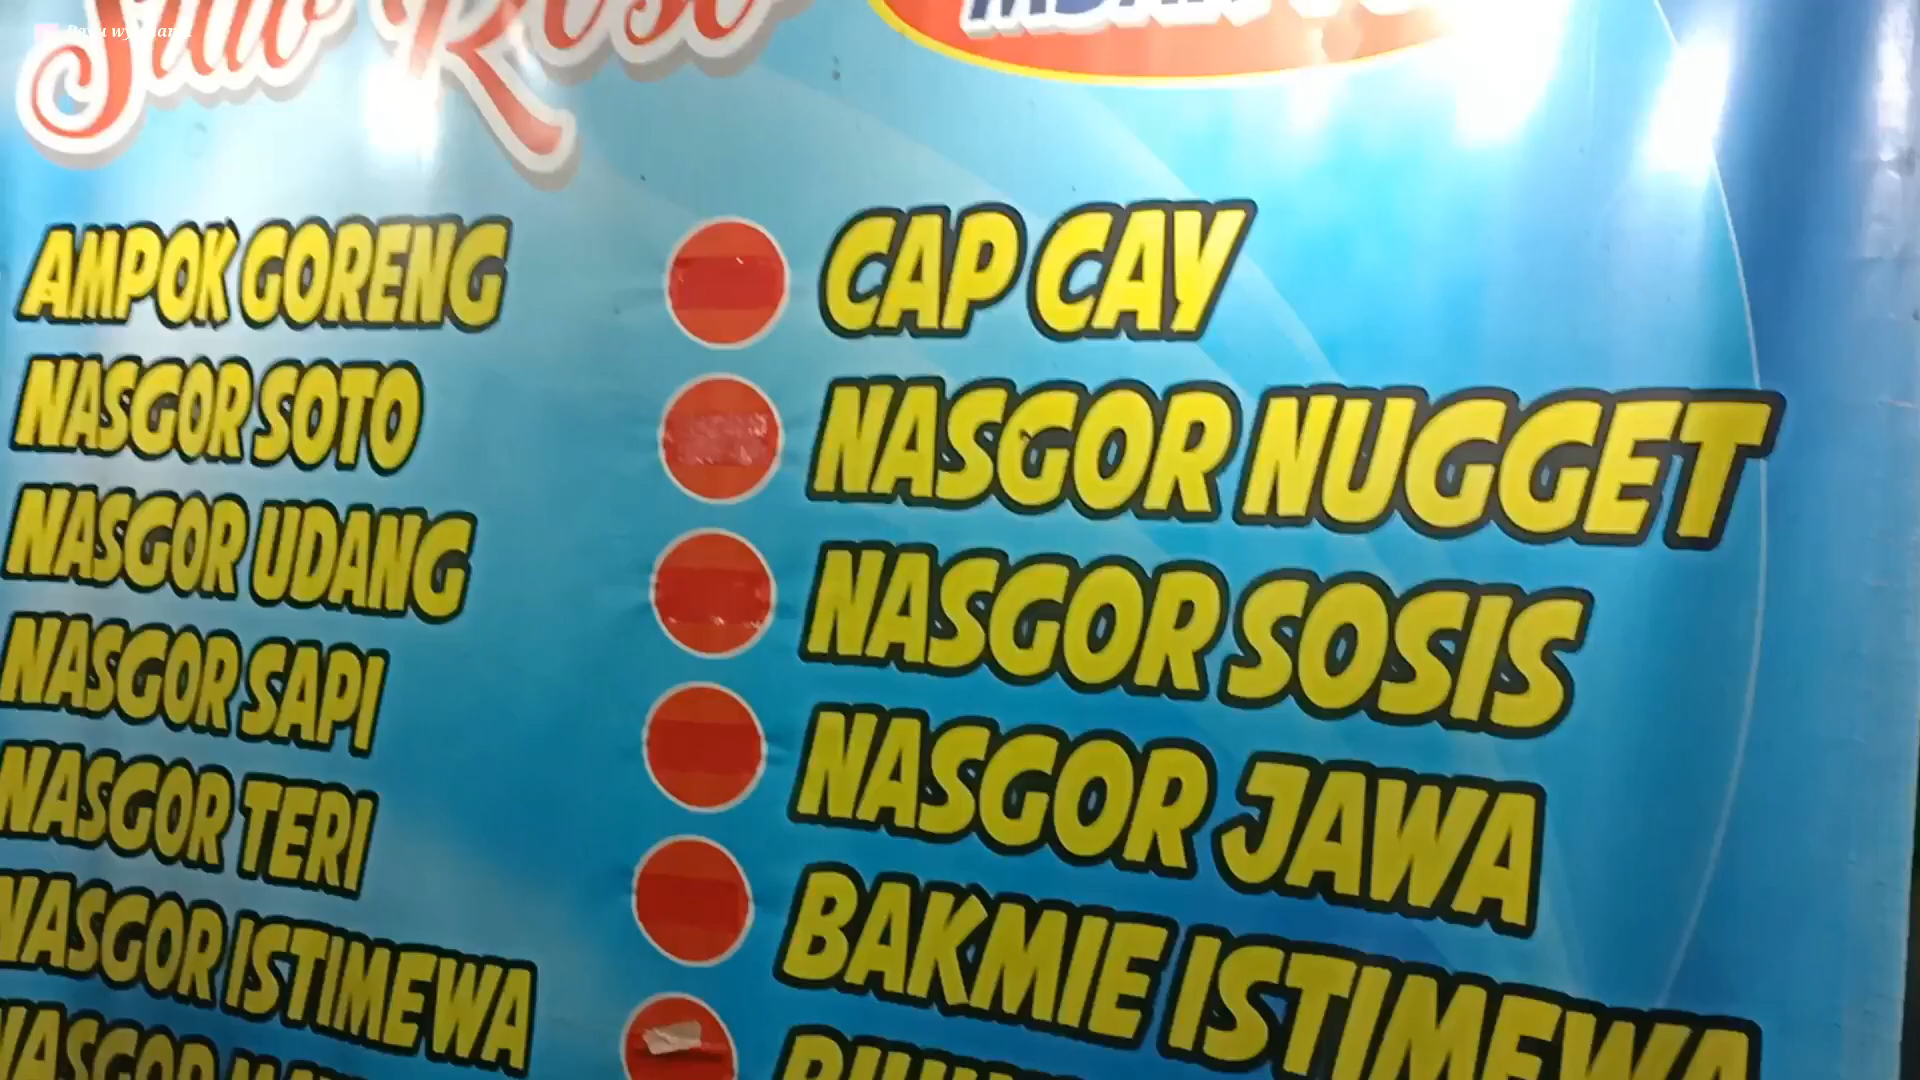 AMPOK GORENG
NASGOR SOTO
NASGOR UDANG
NASGOR SAPI
NASGOR TERI
NASGOR ISTIMEWA
NASGOR
CAP CAY
NASGOR NUGGET
NASGOR SOSIS
NASGOR JAWA
BAKMIE ISTIMEWA